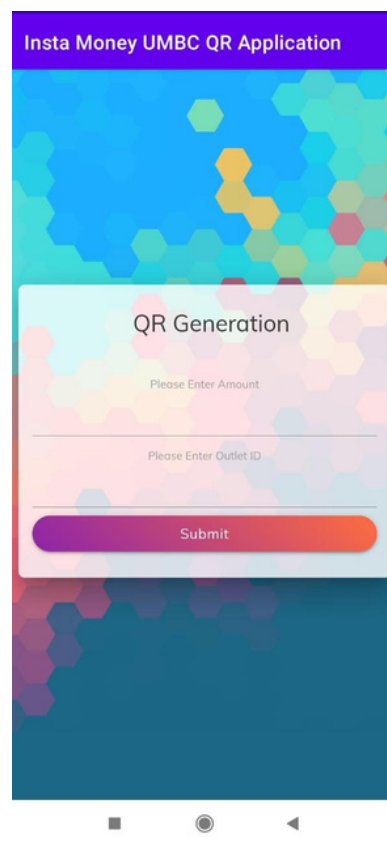 Insta Money UMBC QR Application
QR Generation
Please Enter Amount
Please Enter Outlet ID
Submit